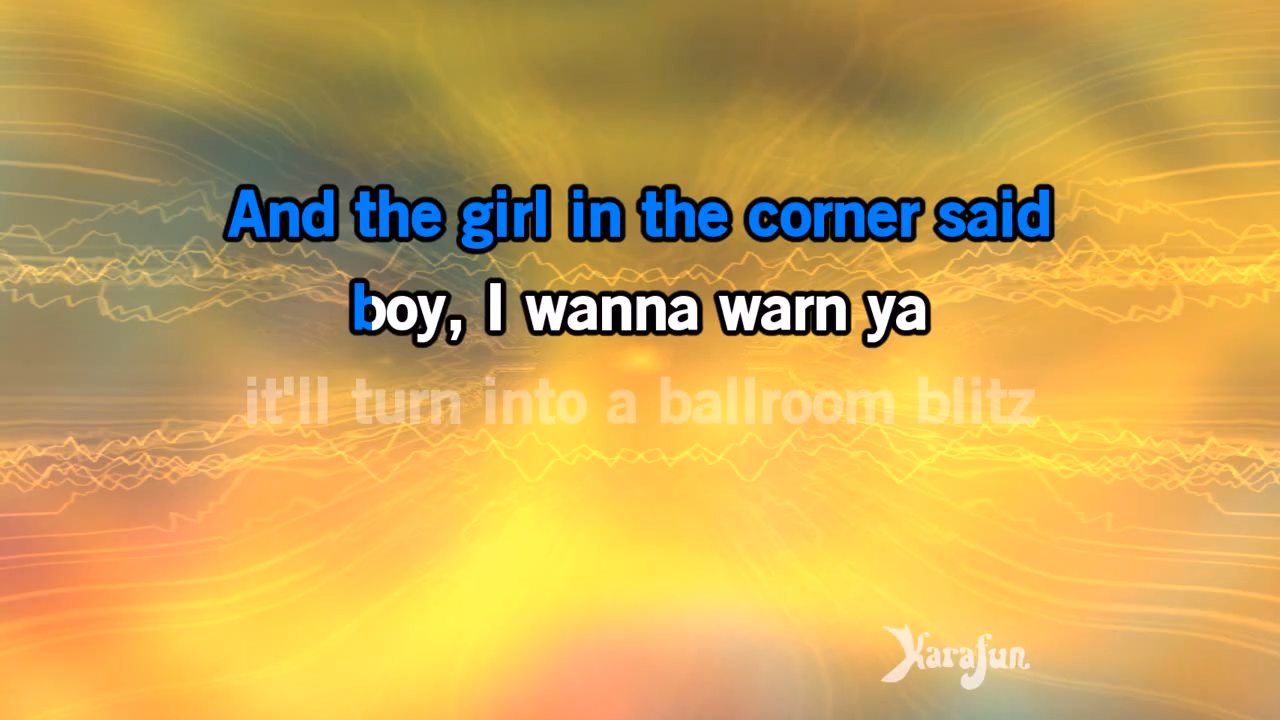 And the girl in the corner said
boy, I wanna warn ya
it'll turn into a ballroom blitz
Karafun